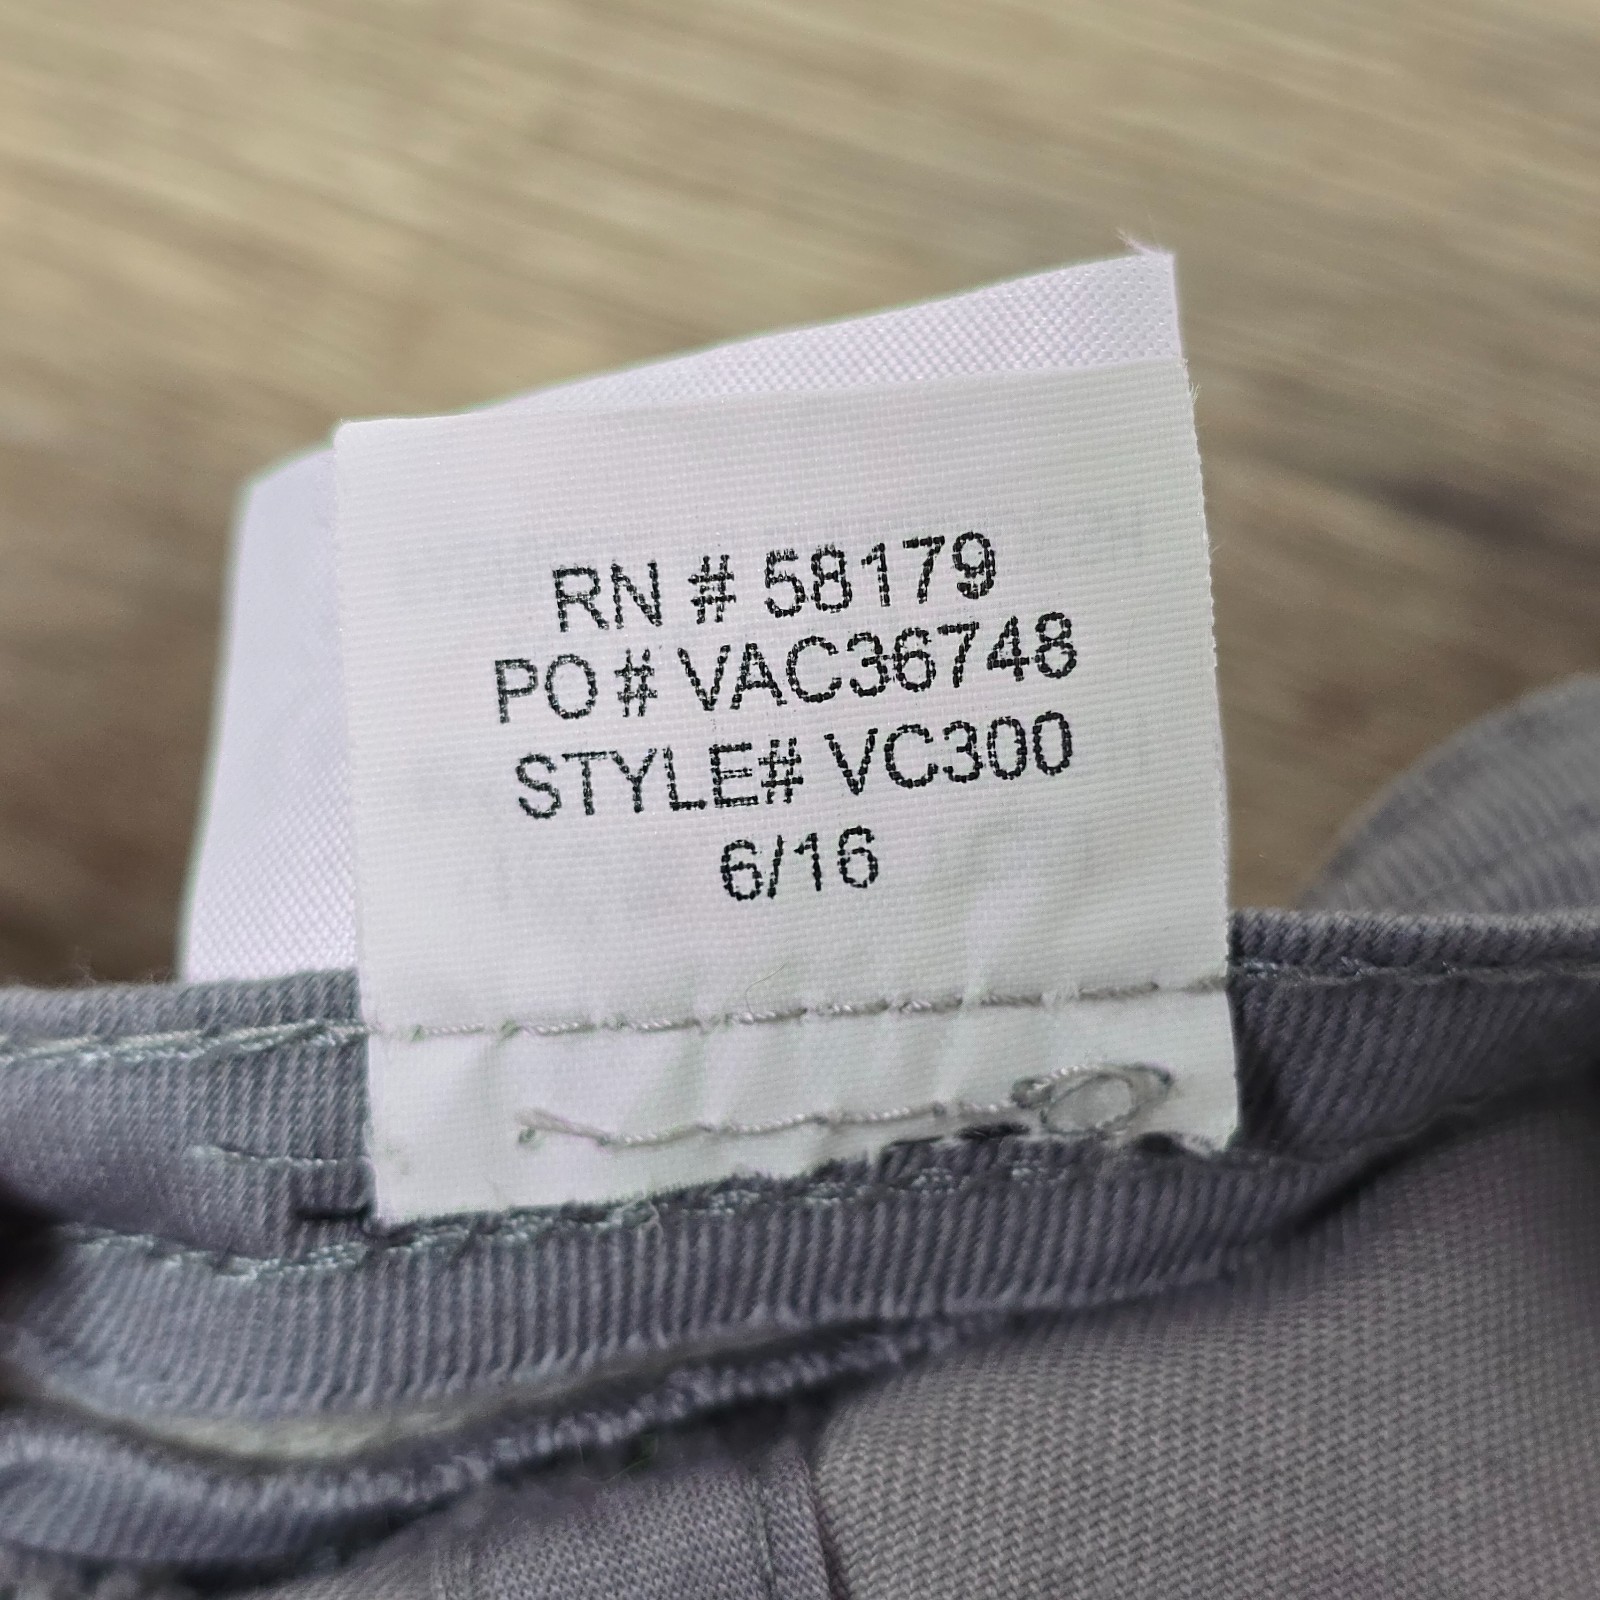 RN # 58179
PO # VAC36748
STYLE# VC300
6/16